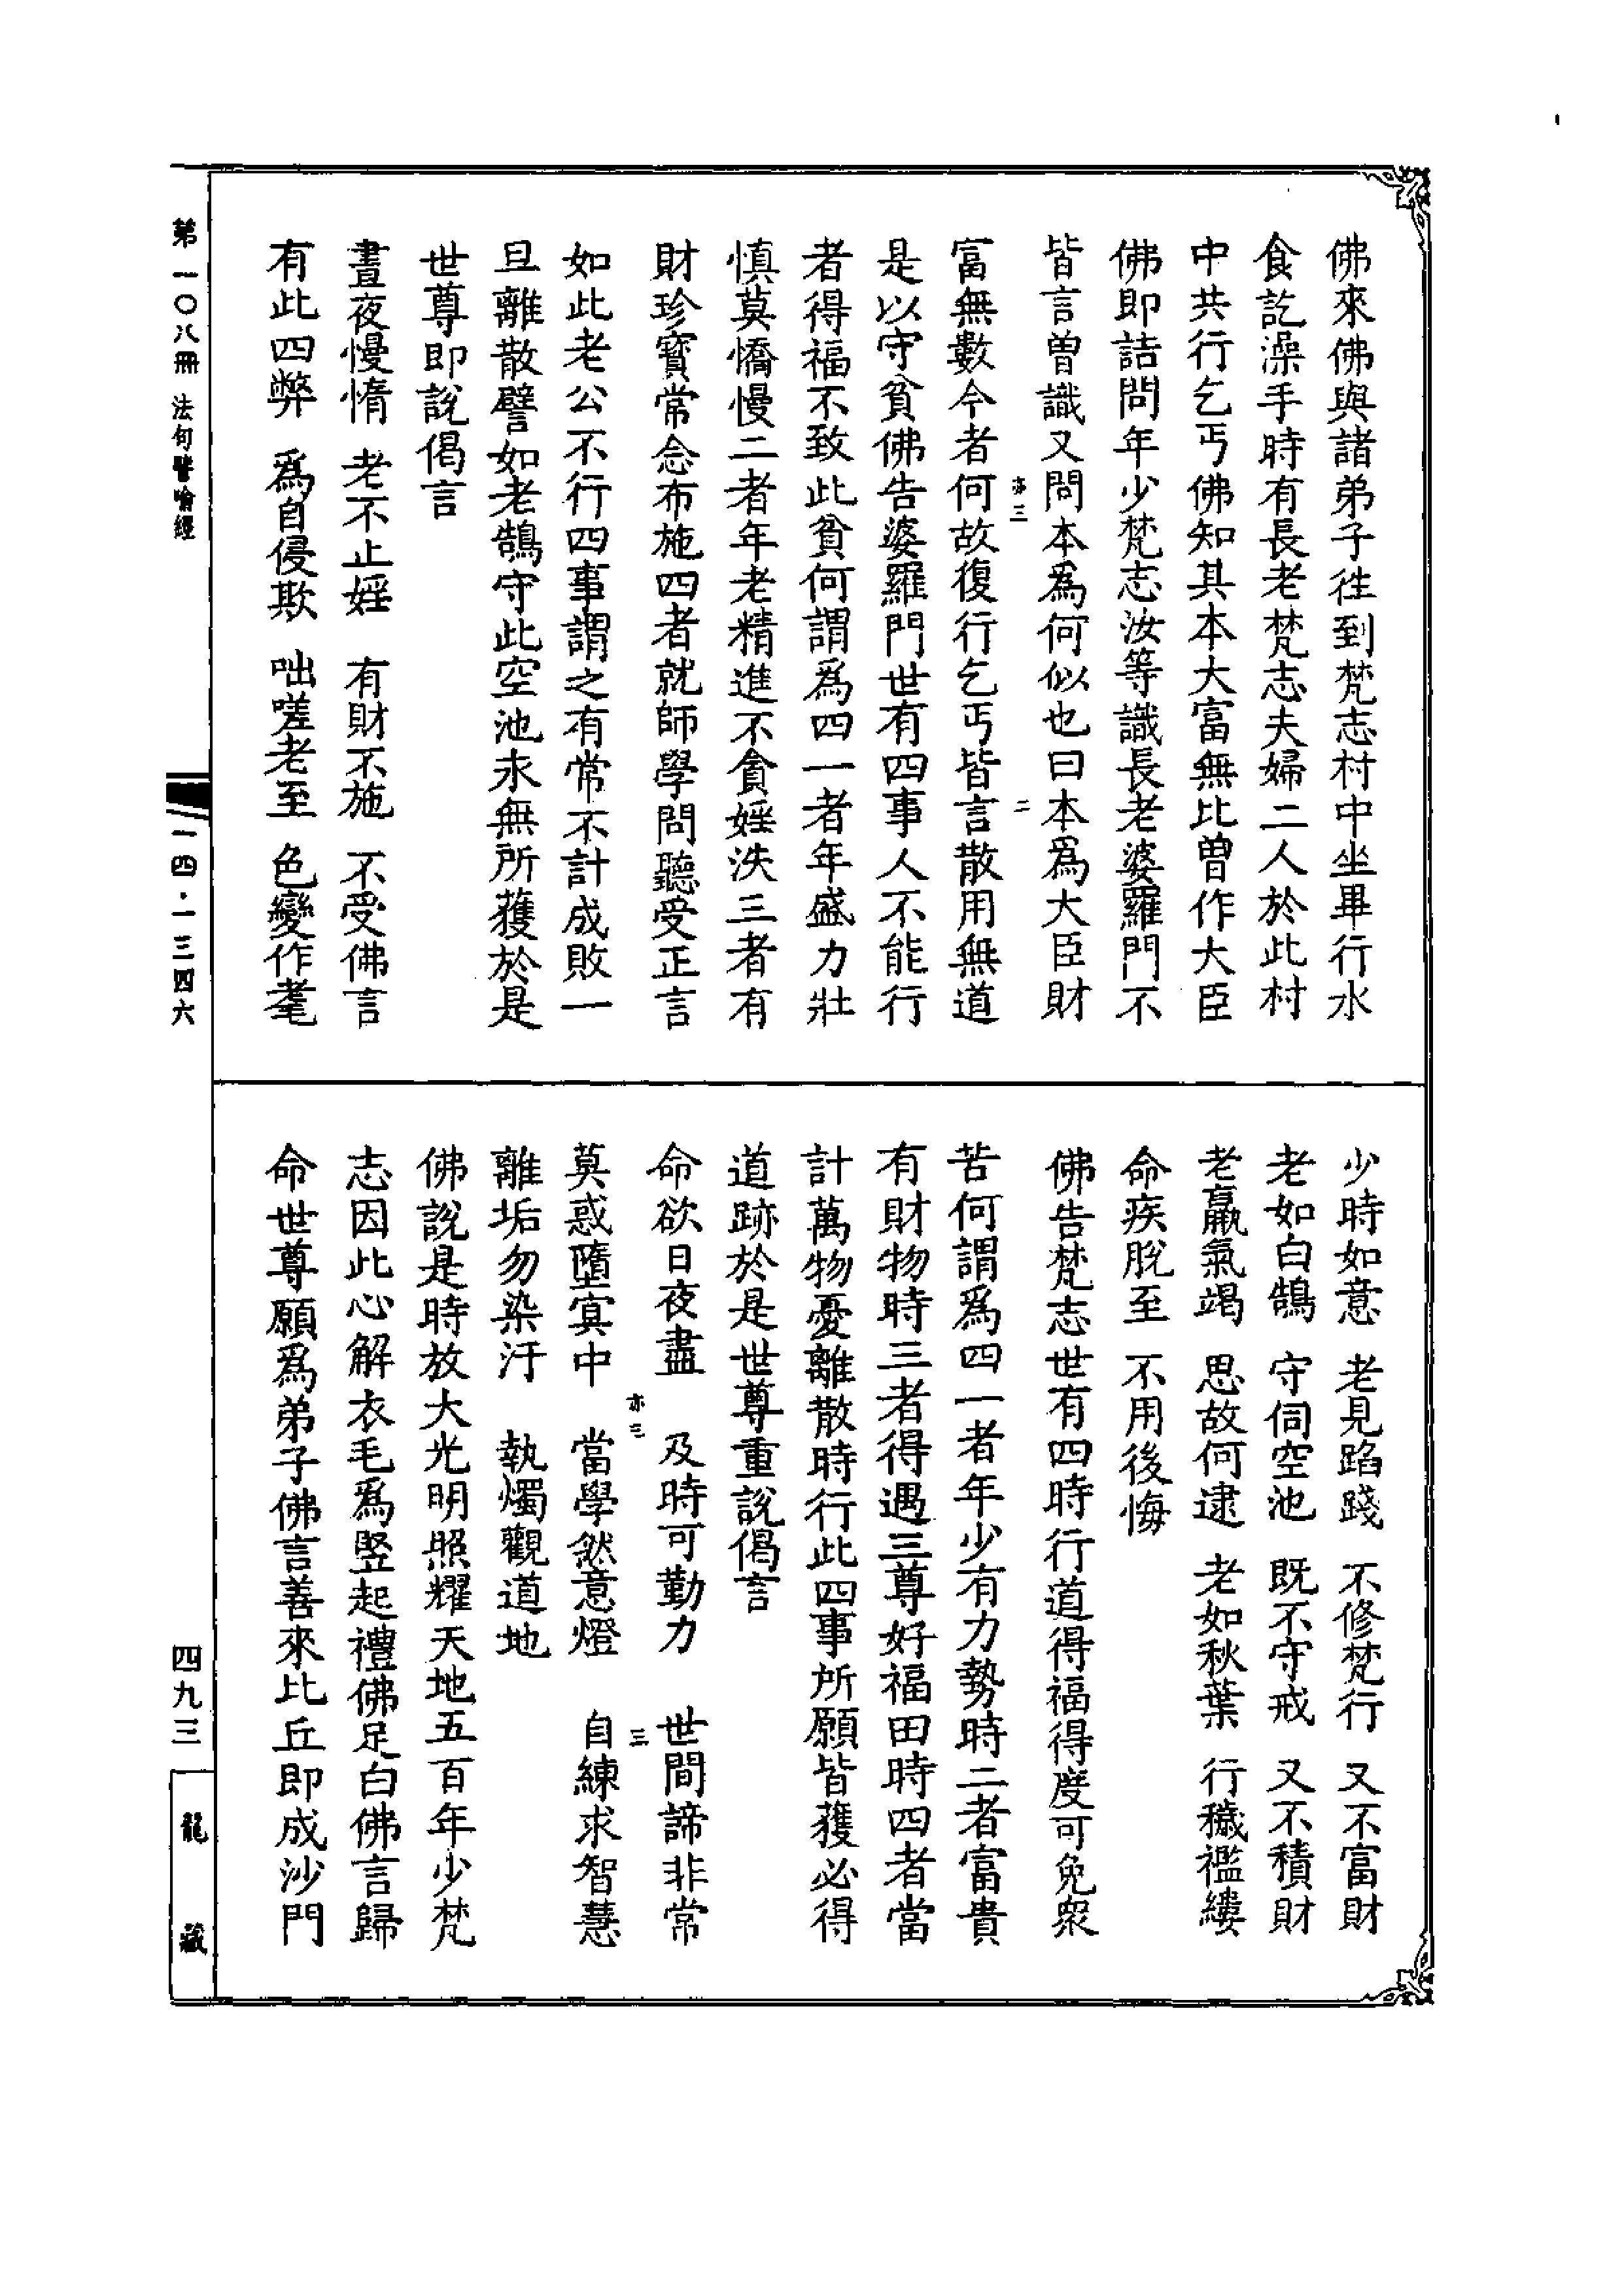 佛來佛與諸弟子徃到梵志村中坐畢行水
食訖澡手時有長老梵志夫婦二人於此村
中共行乞丐佛知其本大富無比曾作大臣
佛即詰問年少梵志汝等識長老婆羅門不
皆言曾識又問本爲何似也曰本爲大臣財
亦三 二
富無數今者何故復行乞丐皆言散用無道
是以守貧佛告婆羅門世有四事人不能行
者得福不致此貧何謂爲四一者年盛力壯
慎莫憍慢二者年老精進不貪婬泆三者有
財珍寶常念布施四者就師學問聽受正言
如此老公不行四事謂之有常不計成敗一
旦離散譬如老鵠守此空池永無所獲於是
世尊即說偈言
晝夜慢惰 老不止婬 有財不施 不受佛言
有此四弊 爲自侵欺 咄嗟老至 色變作耄
少時如意 老見蹈踐 不修梵行 又不富財
老如白鵠 守伺空池 既不守戒 又不積財
老羸氣竭 思故何逮 老如秋葉 行穢襤縷
命疾脫至 不用後悔
佛告梵志世有四時行道得福得度可免衆
苦何謂爲四一者年少有力勢時二者富貴
有財物時三者得遇三尊好福田時四者當
計萬物憂離散時行此四事所願皆獲必得
道跡於是世尊重說偈言
命欲日夜盡 及時可勤力 世間諦非常
亦三 三
莫惑墮冥中 當學然意燈 自練求智慧
離垢勿染汙 執燭觀道地
佛說是時放大光明照耀天地五百年少梵
志因此心解衣毛爲竪起禮佛足白佛言歸
命世尊願爲弟子佛言善來比丘即成沙門
第一〇八冊 法句譬喻經
一四·一三四六
四九三
龍藏